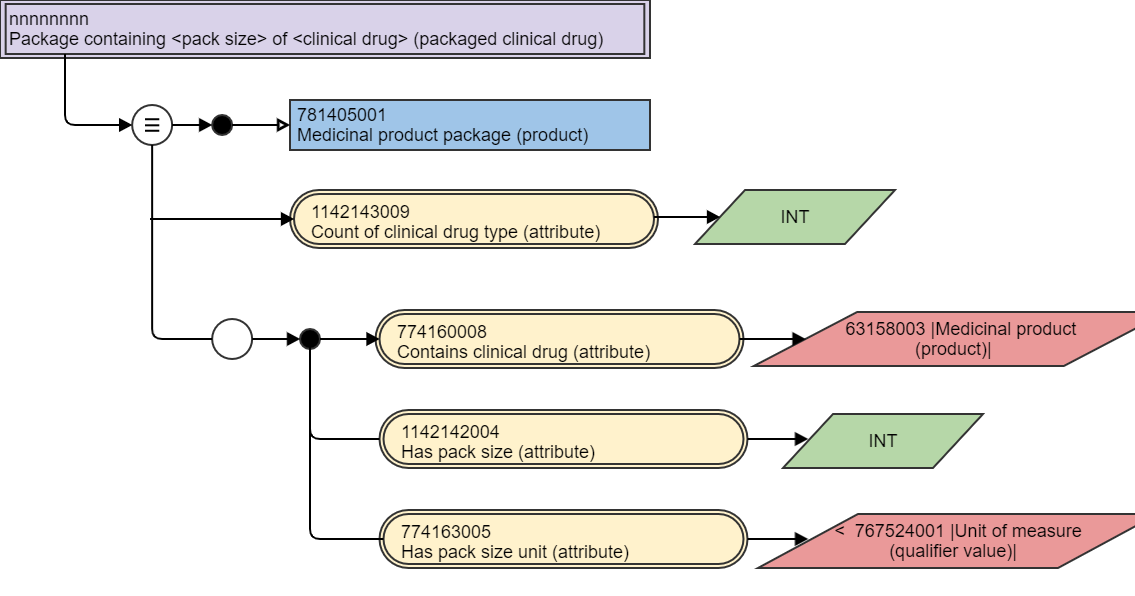 nnnnnnnn
Package containing <pack size> of <clinical drug> (packaged clinical drug)
781405001
Medicinal product package (product)
1142143009
Count of clinical drug type (attribute)
INT
774160008
Contains clinical drug (attribute)
63158003 |Medicinal product
(product)|
1142142004
Has pack size (attribute)
INT
774163005
Has pack size unit (attribute)
< 767524001 |Unit of measure
(qualifier value)|